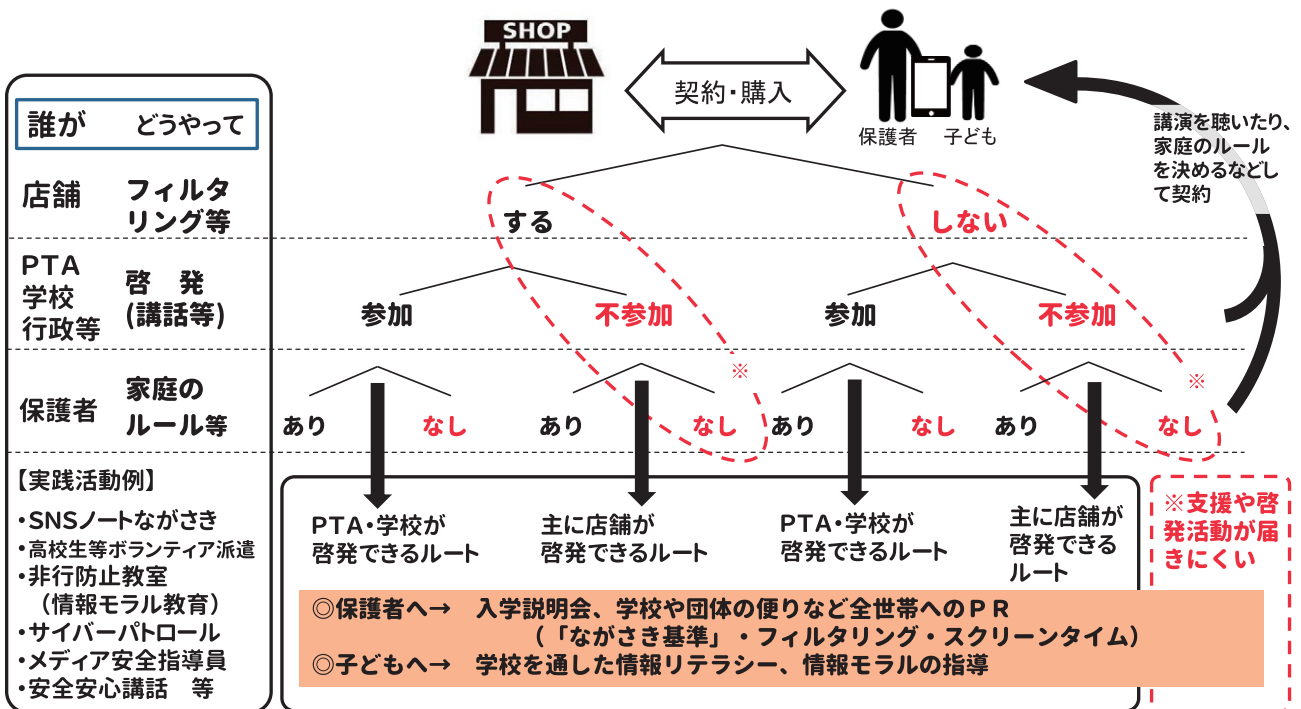 SHOP
契約・購入
保護者　子ども
講演を聴いたり、
家庭のルール
を決めるなどし
て契約
誰が　どうやって
店舗　フィルタ
リング等
する　しない
PTA
学校
行政等
啓　発
(講話等)
参加　不参加　参加　不参加
保護者
家庭の
ルール等
※　※
あり　なし　あり　なし　あり　なし　あり　なし
【実践活動例】
・SNSノートながさき
・高校生等ボランティア派遣
・非行防止教室
（情報モラル教育）
・サイバーパトロール
・メディア安全指導員
・安全安心講話　等
PTA・学校が
啓発できるルート
主に店舗が
啓発できるルート
PTA・学校が
啓発できるルート
主に店舗が
啓発できる
ルート
※支援や啓
発活動が届
きにくい
◎保護者へ→　入学説明会、学校や団体の便りなど全世帯へのＰＲ
（「ながさき基準」・フィルタリング・スクリーンタイム）
◎子どもへ→　学校を通した情報リテラシー、情報モラルの指導